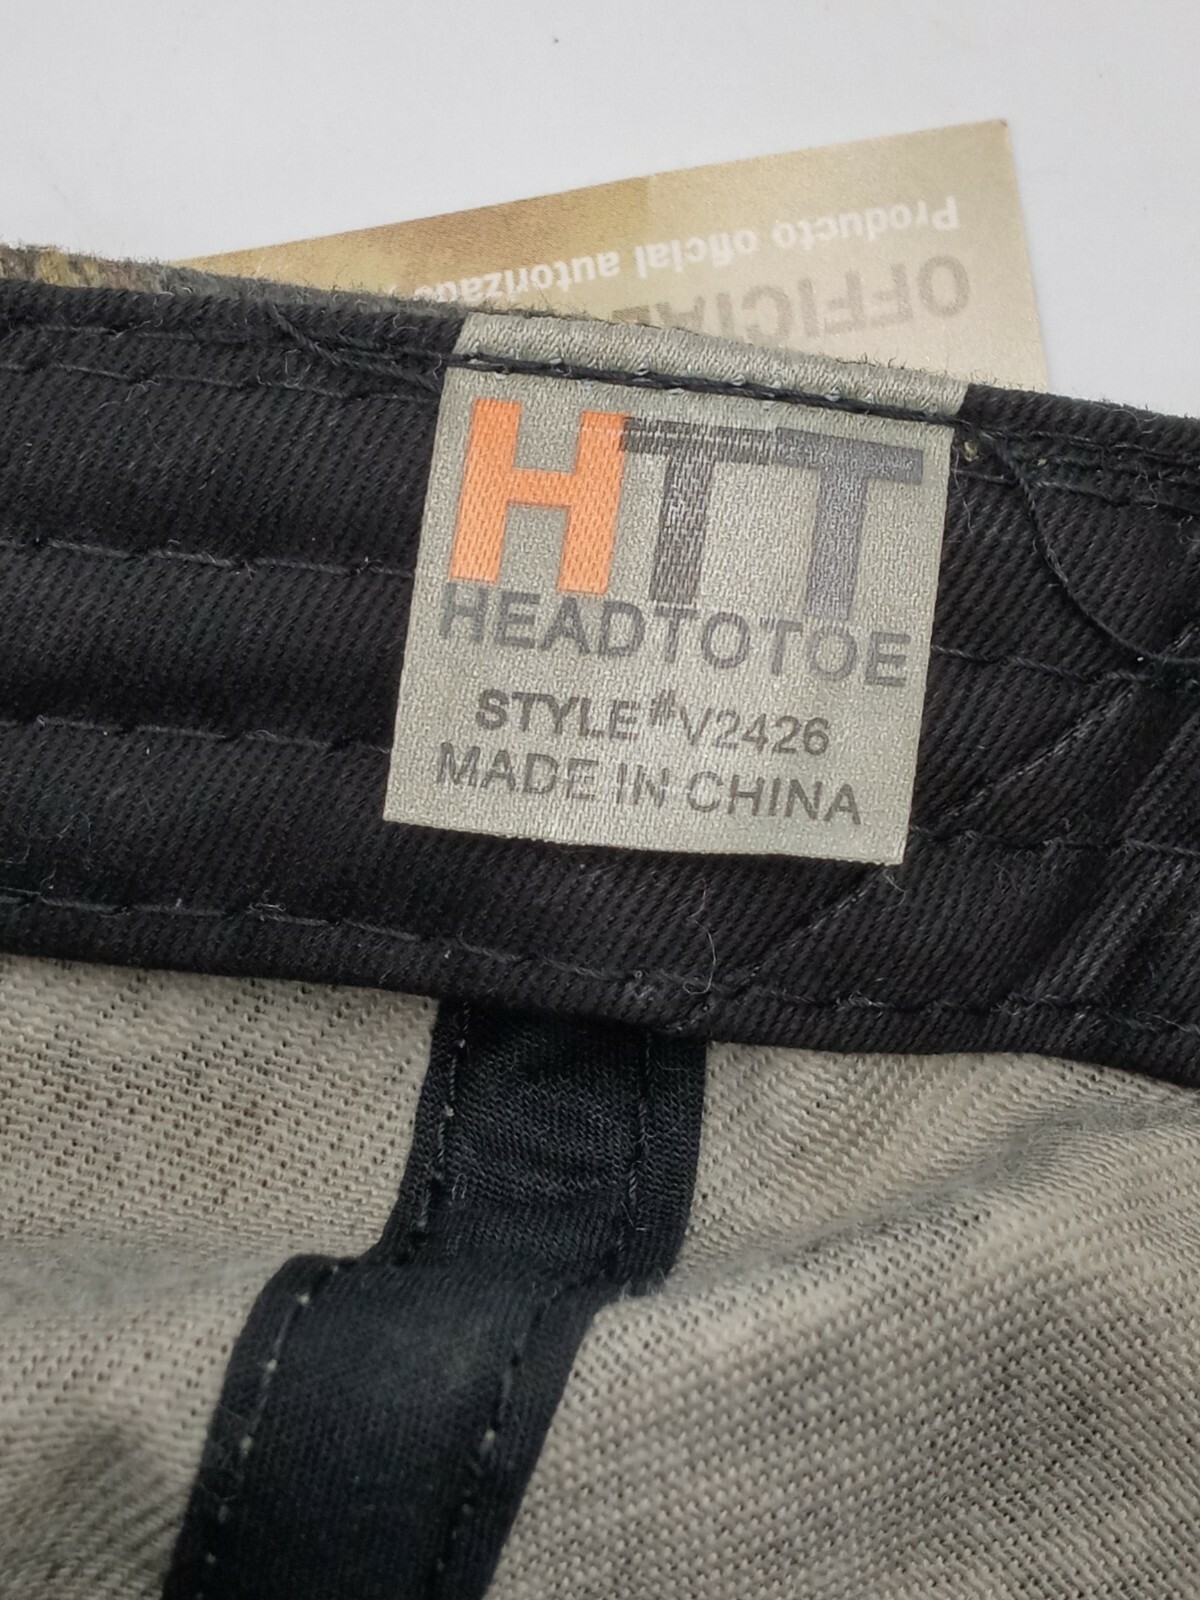 Producto oficial autorizado
OFFICIAL
HTT
HEADTOTOE
STYLE#V2426
MADE IN CHINA